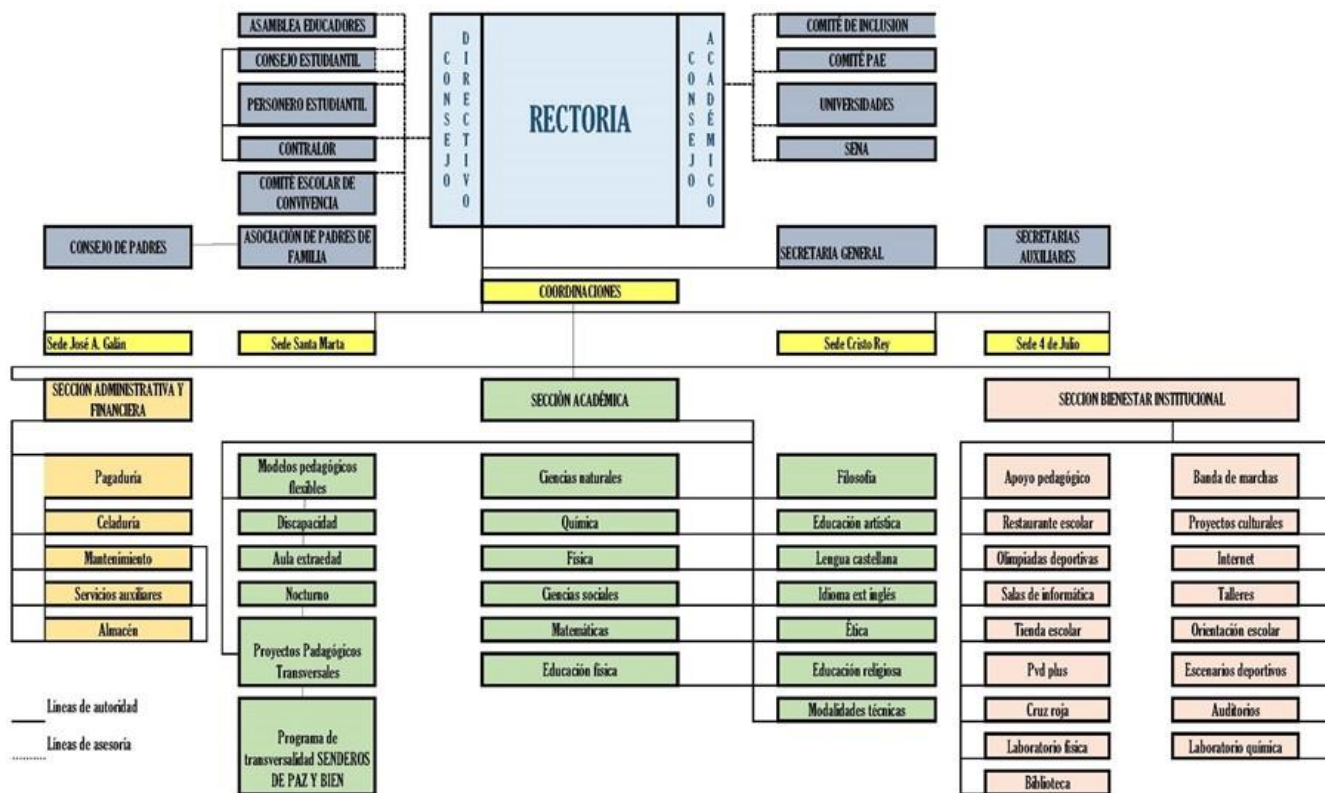 ASAMBLEA EDUCADORES
CONSEJO ESTUDIANTIL
PERSONERO ESTUDIANTIL
CONTRALOR
COMITÉ ESCOLAR DE
CONVIVENCIA
CONSEJO DE PADRES
ASOCIACIÓN DE PADRES DE
FAMILIA
CONSEJO
DIRECTIVO
RECTORIA
CONSEJO
ACADÉMICO
COMITÉ DE INCLUSION
COMITÉ PAE
UNIVERSIDADES
SENA
SECRETARIA GENERAL
SECRETARIAS
AUXILIARES
COORDINACIONES
Sede José A. Galán
Sede Santa Marta
Sede Cristo Rey
Sede 4 de Julio
SECCION ADMINISTRATIVA Y
FINANCIERA
SECCIÒN ACADÉMICA
SECCION BIENESTAR INSTITUCIONAL
Pagaduría
Celaduría
Mantenimiento
Servicios auxiliares
Almacén
Modelos pedagógicos
flexibles
Discapacidad
Aula extraedad
Nocturno
Proyectos Padagógicos
Transversales
Programa de
transversalidad SENDEROS
DE PAZ Y BIEN
Ciencias naturales
Química
Física
Ciencias sociales
Matemáticas
Educación física
Filosofía
Educación artística
Lengua castellana
Idioma ext inglés
Ética
Educación religiosa
Modalidades técnicas
Apoyo pedagógico
Restaurante escolar
Olimpiadas deportivas
Salas de informática
Tienda escolar
Pvd plus
Cruz roja
Laboratorio física
Biblioteca
Banda de marchas
Proyectos culturales
Internet
Talleres
Orientación escolar
Escenarios deportivos
Auditorios
Laboratorio química
Líneas de autoridad
Líneas de asesoría